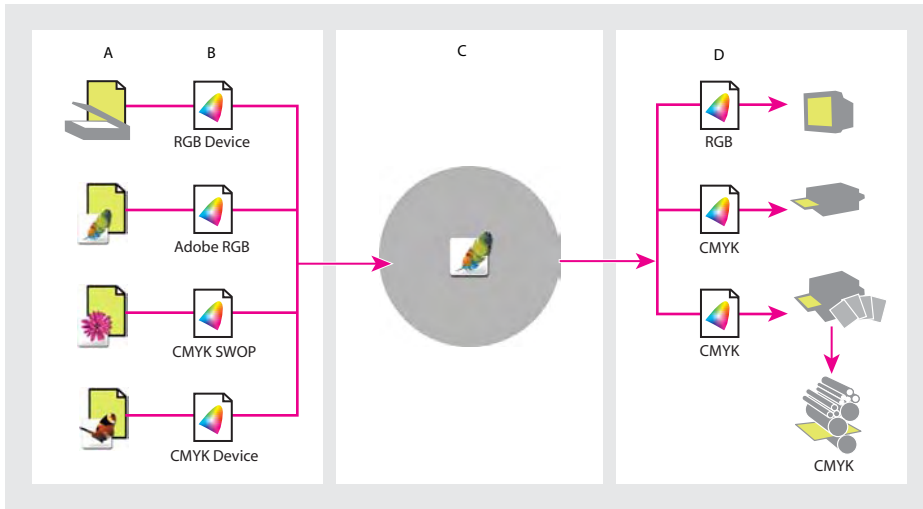 A
B
C
D
RGB Device
Adobe RGB
CMYK SWOP
CMYK Device
RGB
CMYK
CMYK
CMYK